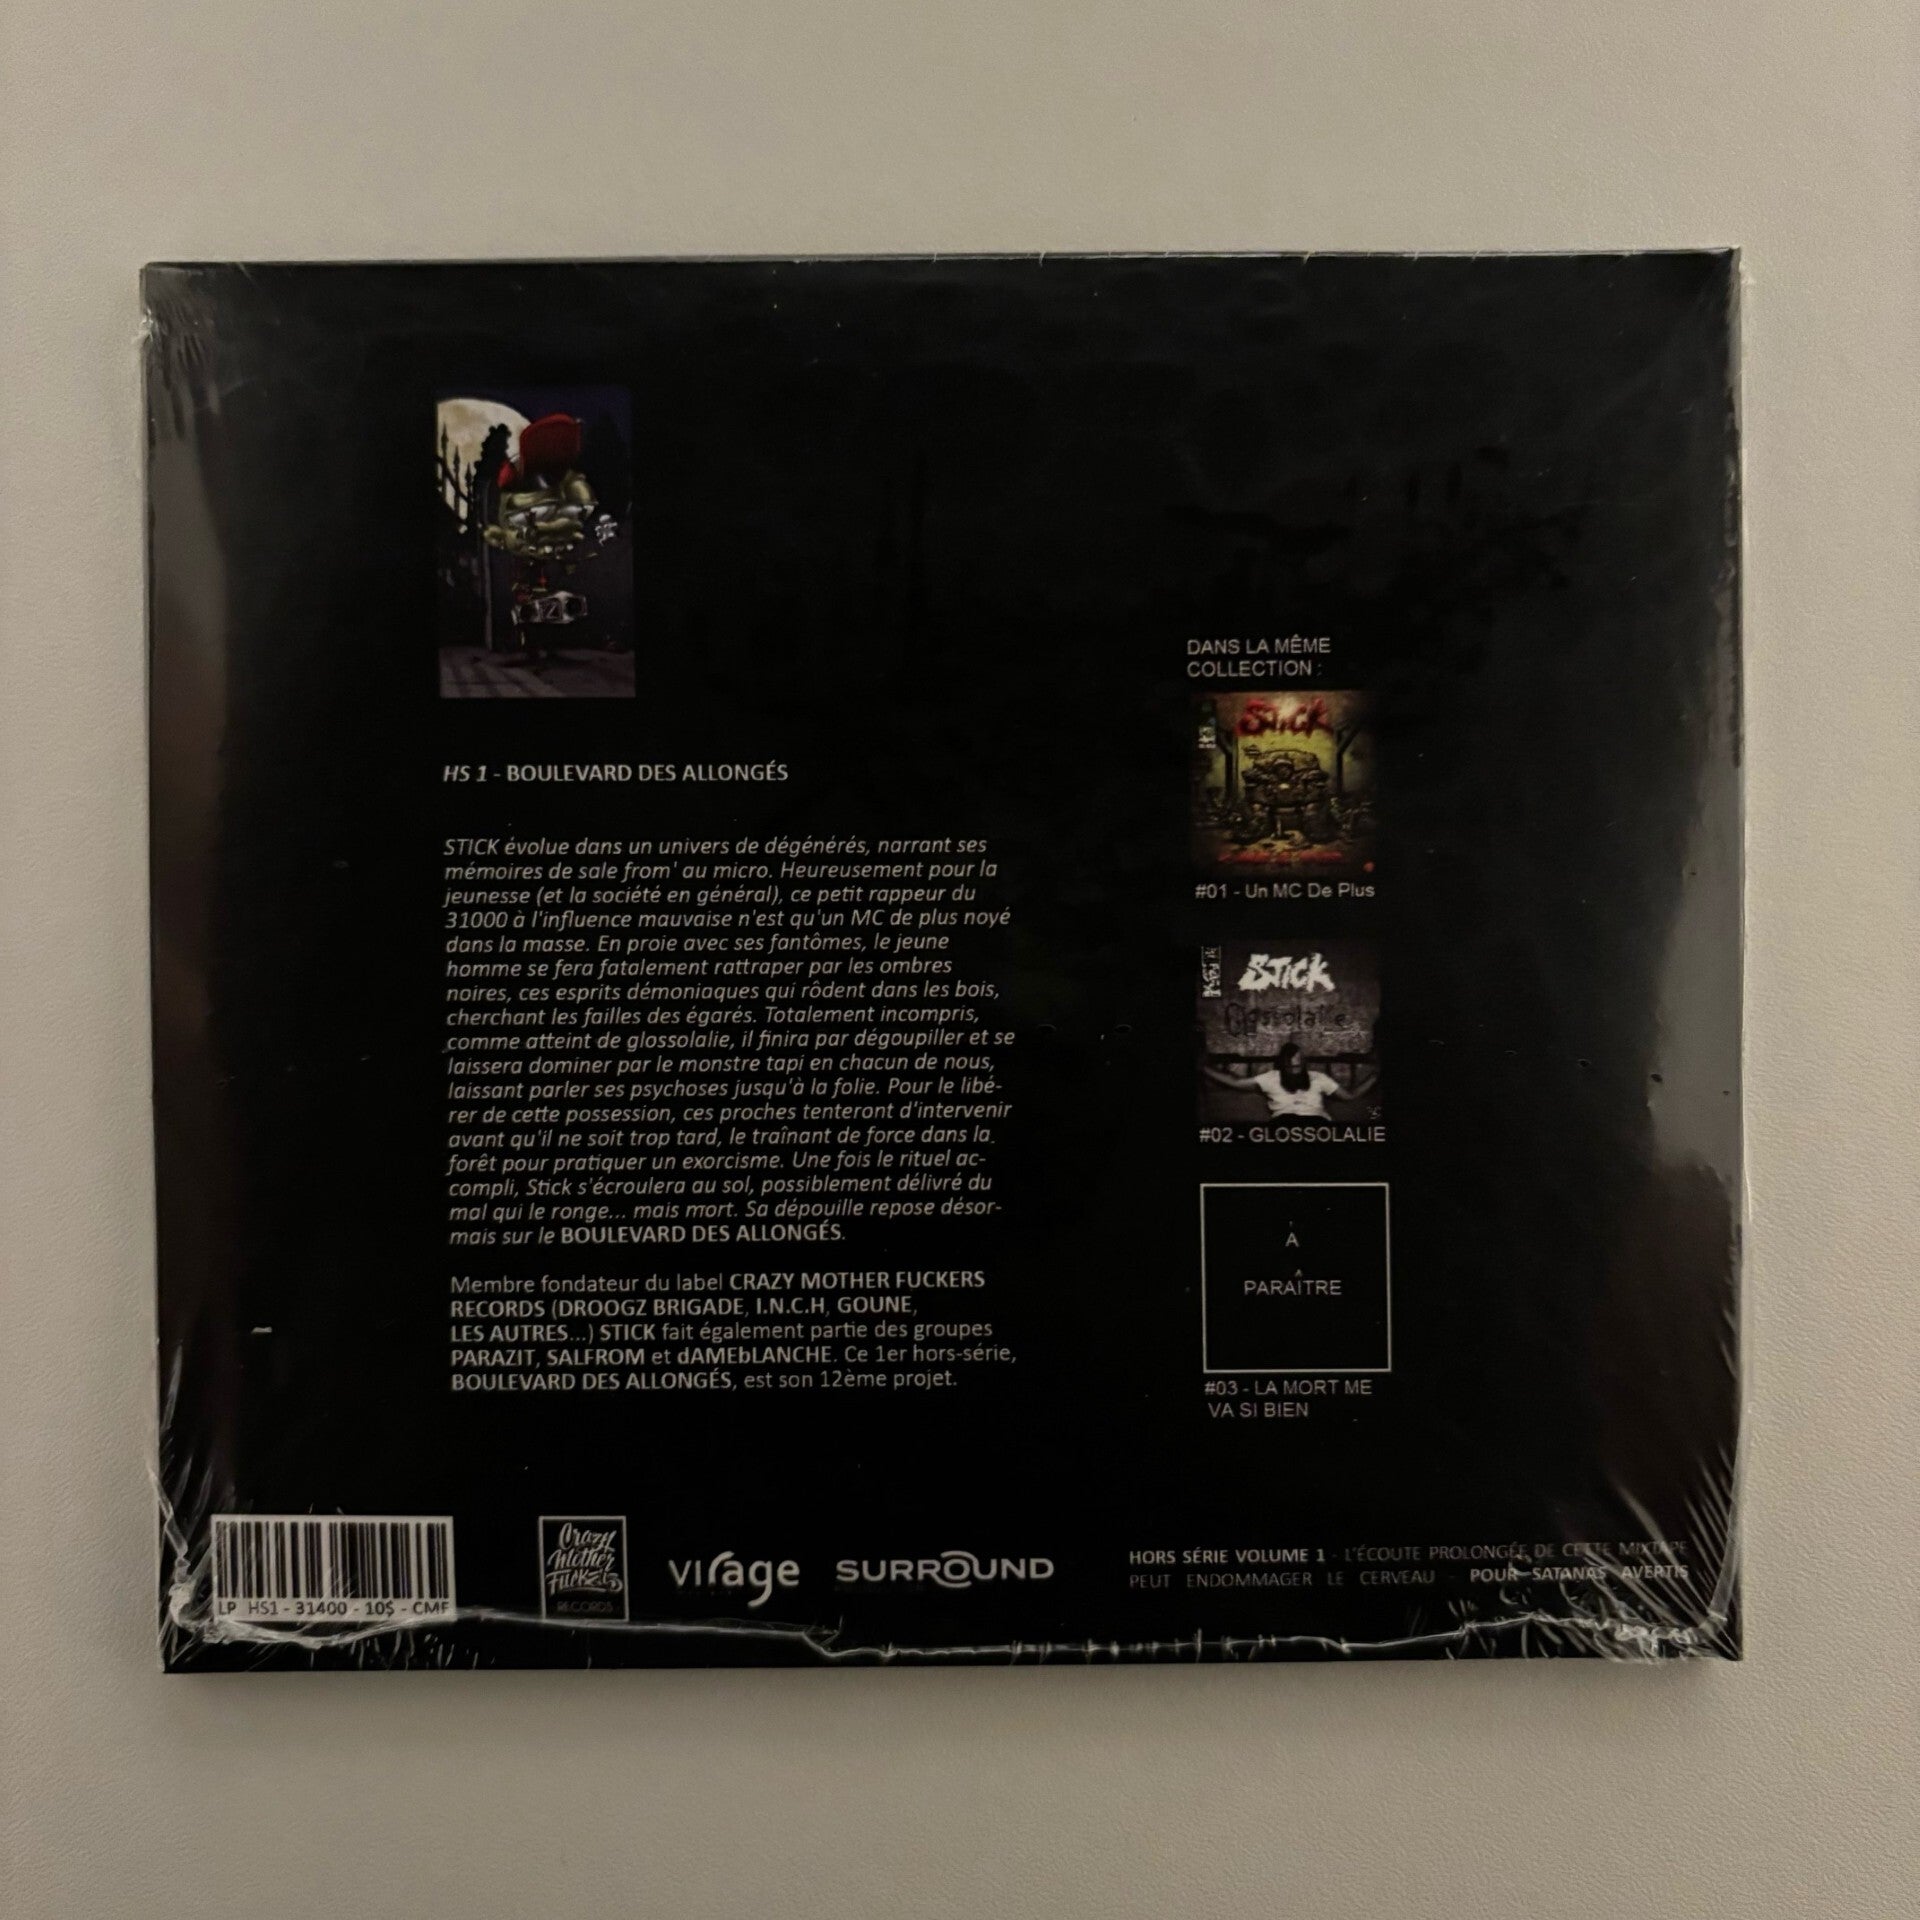 HS 1 - BOULEVARD DES ALLONGÉS
STICK évolue dans un univers de dégénérés, narrant ses
mémoires de sale from' au micro. Heureusement pour la
jeunesse (et la société en général), ce petit rappeur du
31000 à l'influence mauvaise n'est qu'un MC de plus noyé
dans la masse. En proie avec ses fantômes, le jeune
homme se fera fatalement rattraper par les ombres
noires, ces esprits démoniaques qui rôdent dans les bois,
cherchant les failles des égarés. Totalement incompris,
comme atteint de glossolalie, il finira par dégoupiller et se
laissera dominer par le monstre tapi en chacun de nous,
laissant parler ses psychoses jusqu'à la folie. Pour le libé-
rer de cette possession, ces proches tenteront d'intervenir
avant qu'il ne soit trop tard, le traînant de force dans la
forêt pour pratiquer un exorcisme. Une fois le rituel ac-
compli, Stick s'écroulera au sol, possiblement délivré du
mal qui le ronge... mais mort. Sa dépouille repose désor-
mais sur le BOULEVARD DES ALLONGÉS.
Membre fondateur du label CRAZY MOTHER FUCKERS
RECORDS (DROOGZ BRIGADE, I.N.C.H, GOUNE,
LES AUTRES...) STICK fait également partie des groupes
PARAZIT, SALFROM et dAMEbLANCHE. Ce 1er hors-série,
BOULEVARD DES ALLONGÉS, est son 12ème projet.
DANS LA MÊME
COLLECTION :
STICK
#01 - Un MC De Plus
STICK
Glossolalie
#02 - GLOSSOLALIE
A
PARAÎTRE
#03 - LA MORT ME
VA SI BIEN
LP HS1 - 31400 - 10$ - CMF
Crazy
Mother
Fuckers
RECORDS
virage
SURROUND
HORS SÉRIE VOLUME 1 - L'ÉCOUTE PROLONGÉE DE CETTE MIXTAPE
PEUT ENDOMMAGER LE CERVEAU - POUR SATANAS AVERTIS